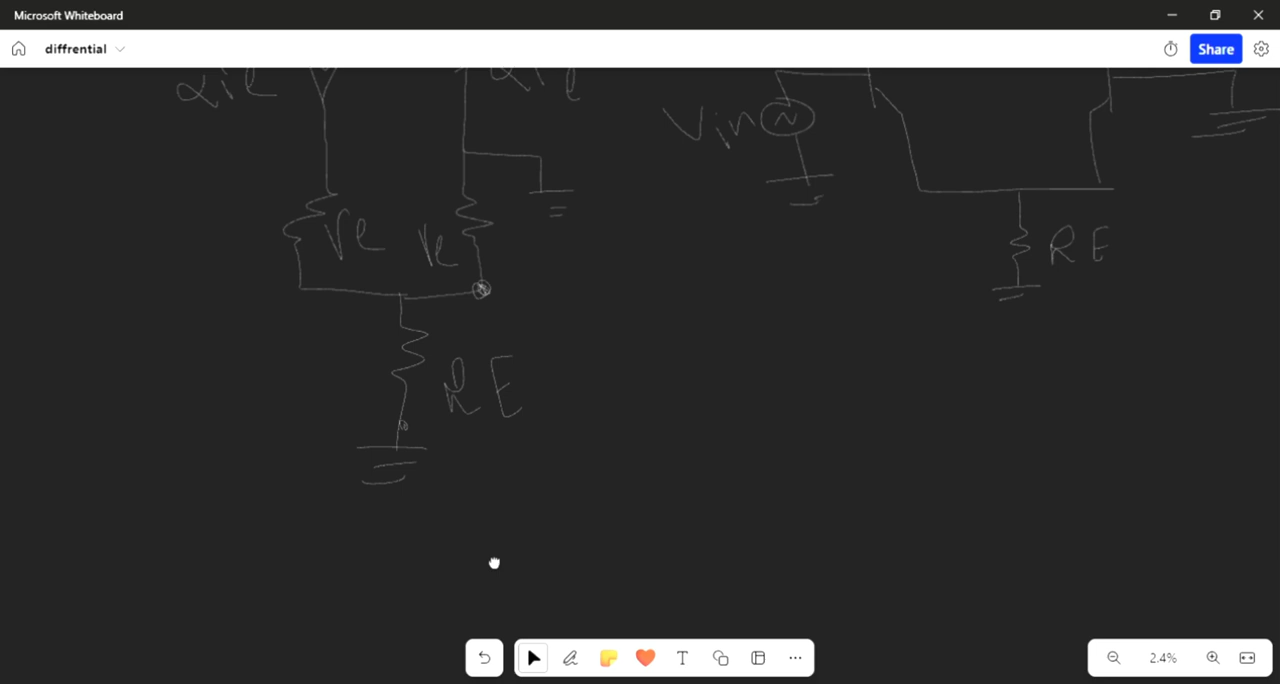 Microsoft Whiteboard
diffrential
Share
αie
αie
Vin
re
re
RE
RE
2.4%